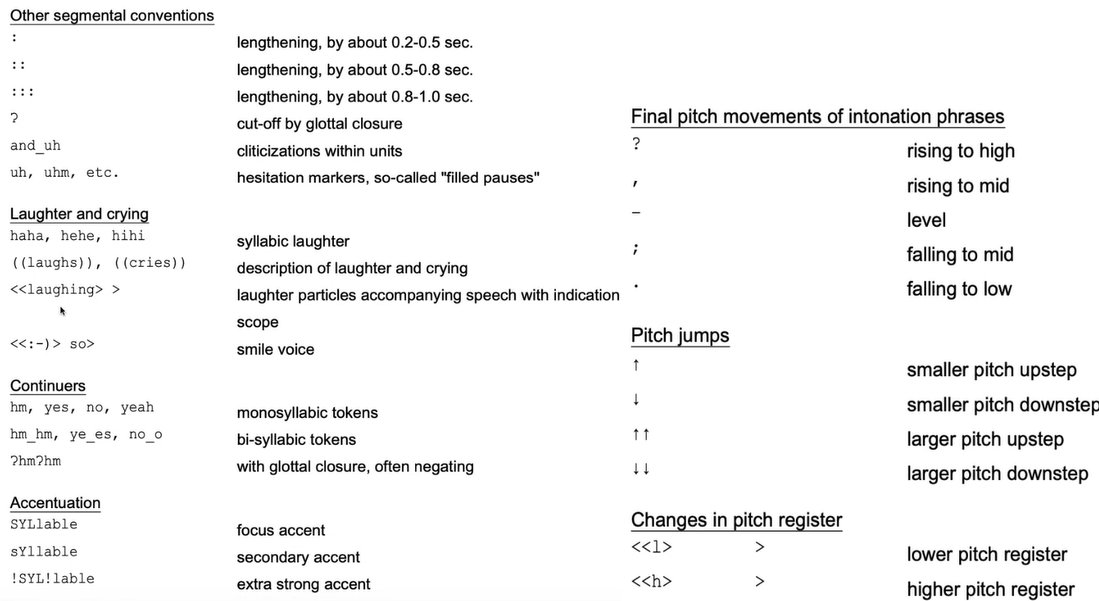 Other segmental conventions
: lengthening, by about 0.2-0.5 sec.
:: lengthening, by about 0.5-0.8 sec.
::: lengthening, by about 0.8-1.0 sec.
? cut-off by glottal closure
and_uh cliticizations within units
uh, uhm, etc. hesitation markers, so-called "filled pauses"
Laughter and crying
haha, hehe, hihi syllabic laughter
((laughs)), ((cries)) description of laughter and crying
<<laughing> > laughter particles accompanying speech with indication
scope
<<:-)> so> smile voice
Continuers
hm, yes, no, yeah monosyllabic tokens
hm_hm, ye_es, no_o bi-syllabic tokens
?hm?hm with glottal closure, often negating
Accentuation
SYLlable focus accent
sYllable secondary accent
!SYL!lable extra strong accent
Final pitch movements of intonation phrases
? rising to high
, rising to mid
– level
; falling to mid
. falling to low
Pitch jumps
↑ smaller pitch upstep
↓ smaller pitch downstep
↑↑ larger pitch upstep
↓↓ larger pitch downstep
Changes in pitch register
<<l> > lower pitch register
<<h> > higher pitch register